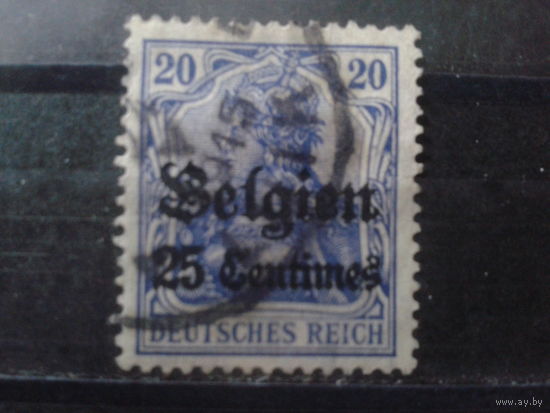 20 20
Belgien
25 Centimes
DEUTSCHES REICH
www.ay.by